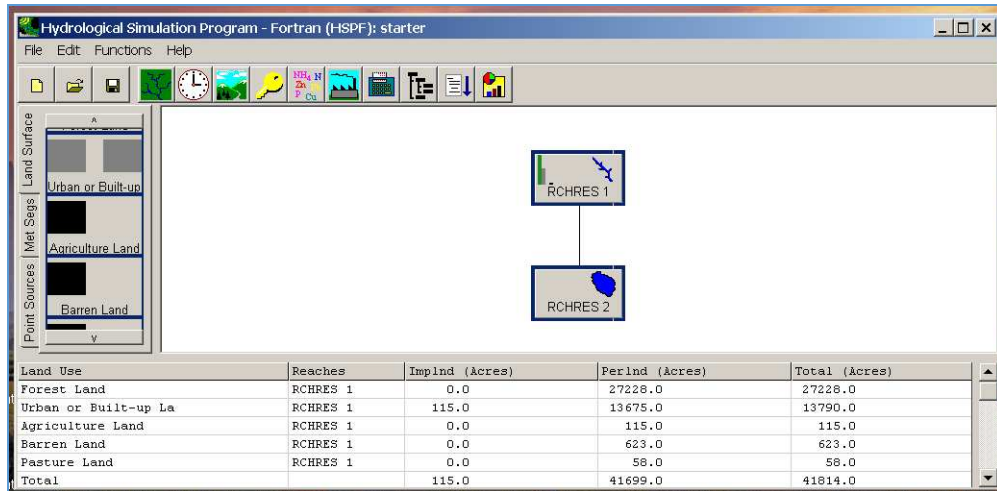 Hydrological Simulation Program - Fortran (HSPF): starter
File Edit Functions Help
NH4 N
Zn
P Cu
Land Surface
Met Segs
Point Sources
Urban or Built-up
Agriculture Land
Barren Land
RCHRES 1
RCHRES 2
Land Use Reaches Implnd (Acres) Perlnd (Acres) Total (Acres)
Forest Land RCHRES 1 0.0 27228.0 27228.0
Urban or Built-up La RCHRES 1 115.0 13675.0 13790.0
Agriculture Land RCHRES 1 0.0 115.0 115.0
Barren Land RCHRES 1 0.0 623.0 623.0
Pasture Land RCHRES 1 0.0 58.0 58.0
Total 115.0 41699.0 41814.0